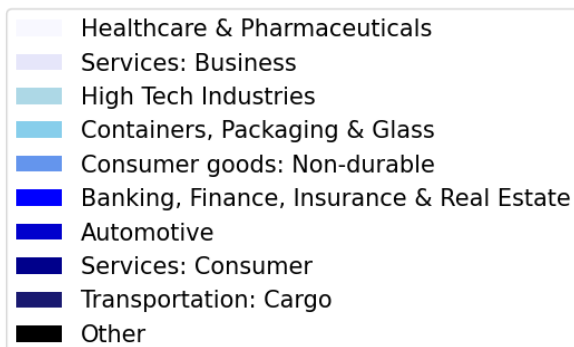 Healthcare & Pharmaceuticals
Services: Business
High Tech Industries
Containers, Packaging & Glass
Consumer goods: Non-durable
Banking, Finance, Insurance & Real Estate
Automotive
Services: Consumer
Transportation: Cargo
Other